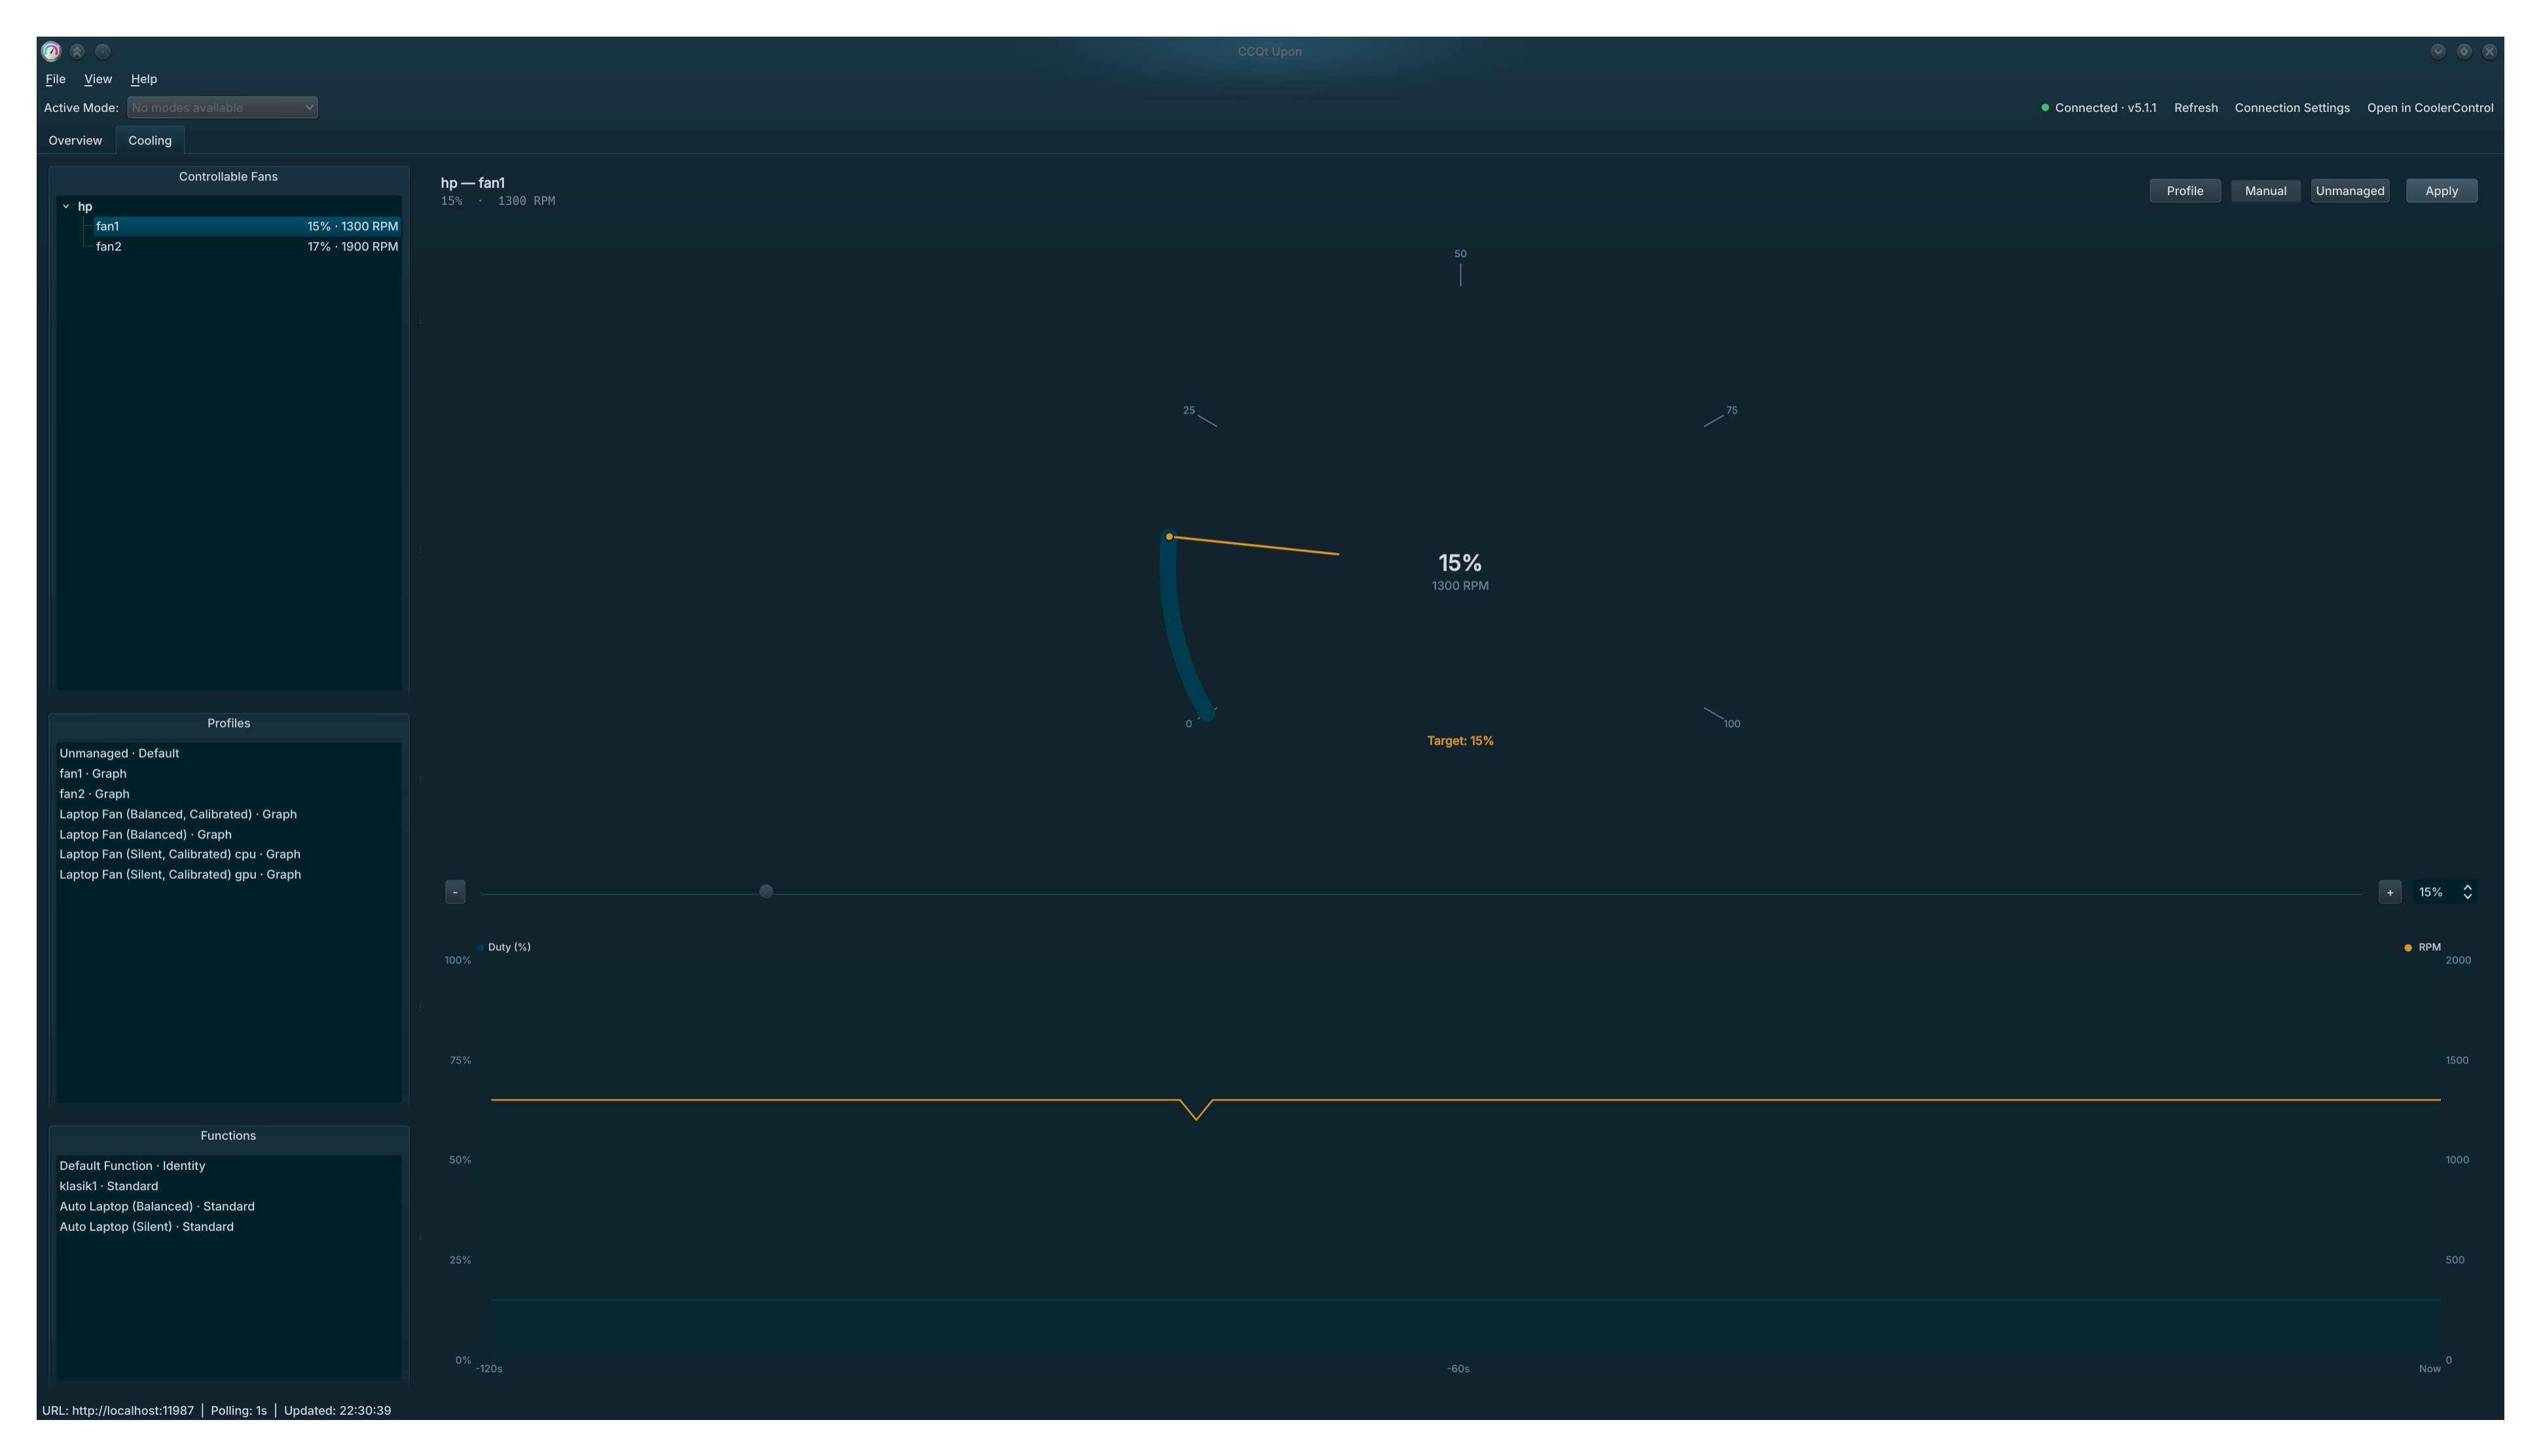 CCQt Upon
File View Help
Active Mode: No modes available
Connected · v5.1.1 Refresh Connection Settings Open in CoolerControl
Overview Cooling
Controllable Fans
hp
fan1 15% · 1300 RPM
fan2 17% · 1900 RPM
Profiles
Unmanaged · Default
fan1 · Graph
fan2 · Graph
Laptop Fan (Balanced, Calibrated) · Graph
Laptop Fan (Balanced) · Graph
Laptop Fan (Silent, Calibrated) cpu · Graph
Laptop Fan (Silent, Calibrated) gpu · Graph
Functions
Default Function · Identity
klasik1 · Standard
Auto Laptop (Balanced) · Standard
Auto Laptop (Silent) · Standard
hp — fan1
15% · 1300 RPM
Profile Manual Unmanaged Apply
50
25 75
15%
1300 RPM
0 100
Target: 15%
- + 15%
Duty (%) RPM
100% 2000
75% 1500
50% 1000
25% 500
0% 0
-120s -60s Now
URL: http://localhost:11987 | Polling: 1s | Updated: 22:30:39